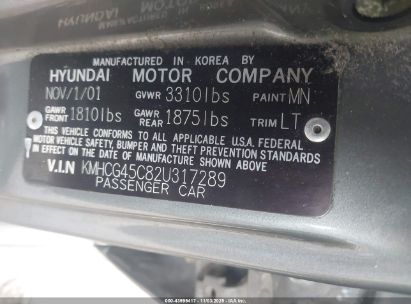 MANUFACTURED IN KOREA BY
HYUNDAI MOTOR COMPANY
NOV/1/01 GVWR 3310lbs PAINT MN
GAWR FRONT 1810lbs GAWR REAR 1875lbs TRIM LT
THIS VEHICLE CONFORMS TO ALL APPLICABLE U.S.A. FEDERAL
MOTOR VEHICLE SAFETY, BUMPER AND THEFT PREVENTION STANDARDS
IN EFFECT ON THE DATE OF MANUFACTURE SHOWN ABOVE.
V.I.N KMHCG45C82U317289
PASSENGER CAR